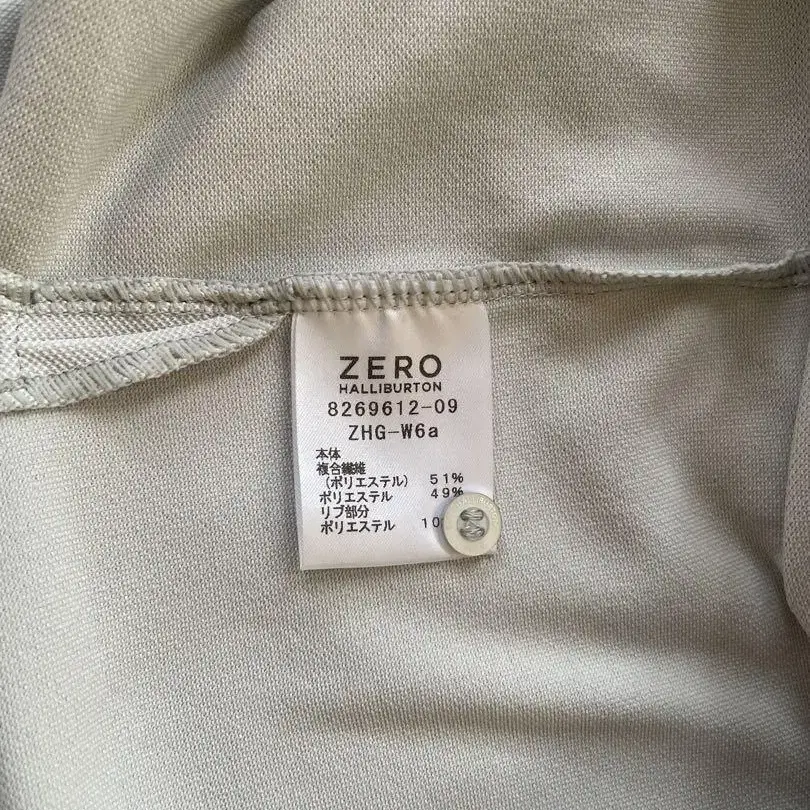 ZERO
HALLIBURTON
8269612-09
ZHG-W6a
本体
複合繊維
(ポリエステル) 51%
ポリエステル 49%
リブ部分
ポリエステル 10